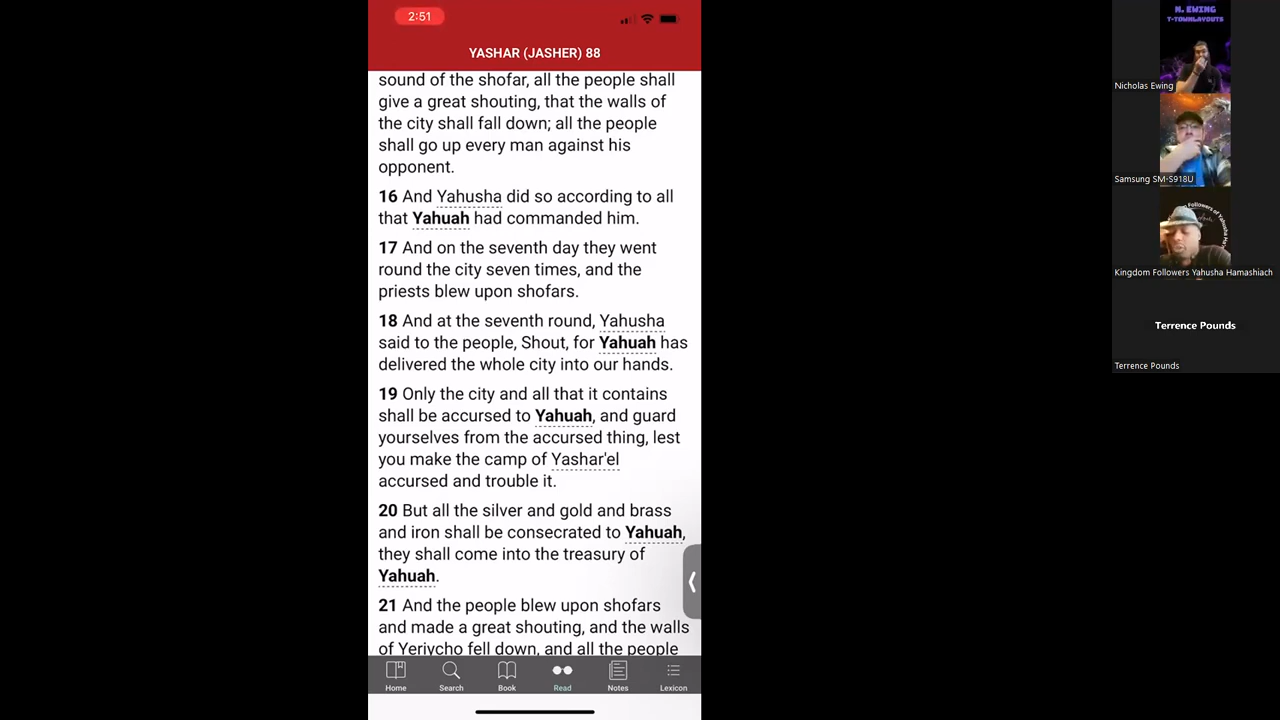 2:51
YASHAR (JASHER) 88
sound of the shofar, all the people shall
give a great shouting, that the walls of
the city shall fall down; all the people
shall go up every man against his
opponent.
16 And Yahusha did so according to all
that Yahuah had commanded him.
17 And on the seventh day they went
round the city seven times, and the
priests blew upon shofars.
18 And at the seventh round, Yahusha
said to the people, Shout, for Yahuah has
delivered the whole city into our hands.
19 Only the city and all that it contains
shall be accursed to Yahuah, and guard
yourselves from the accursed thing, lest
you make the camp of Yashar'el
accursed and trouble it.
20 But all the silver and gold and brass
and iron shall be consecrated to Yahuah,
they shall come into the treasury of
Yahuah.
21 And the people blew upon shofars
and made a great shouting, and the walls
of Yeriycho fell down, and all the people
Home Search Book Read Notes Lexicon
N. EWING
T-TOWNLAYOUTS
Nicholas Ewing
Samsung SM-S918U
Followers of Yahusha
Kingdom Followers Yahusha Hamashiach
Terrence Pounds
Terrence Pounds